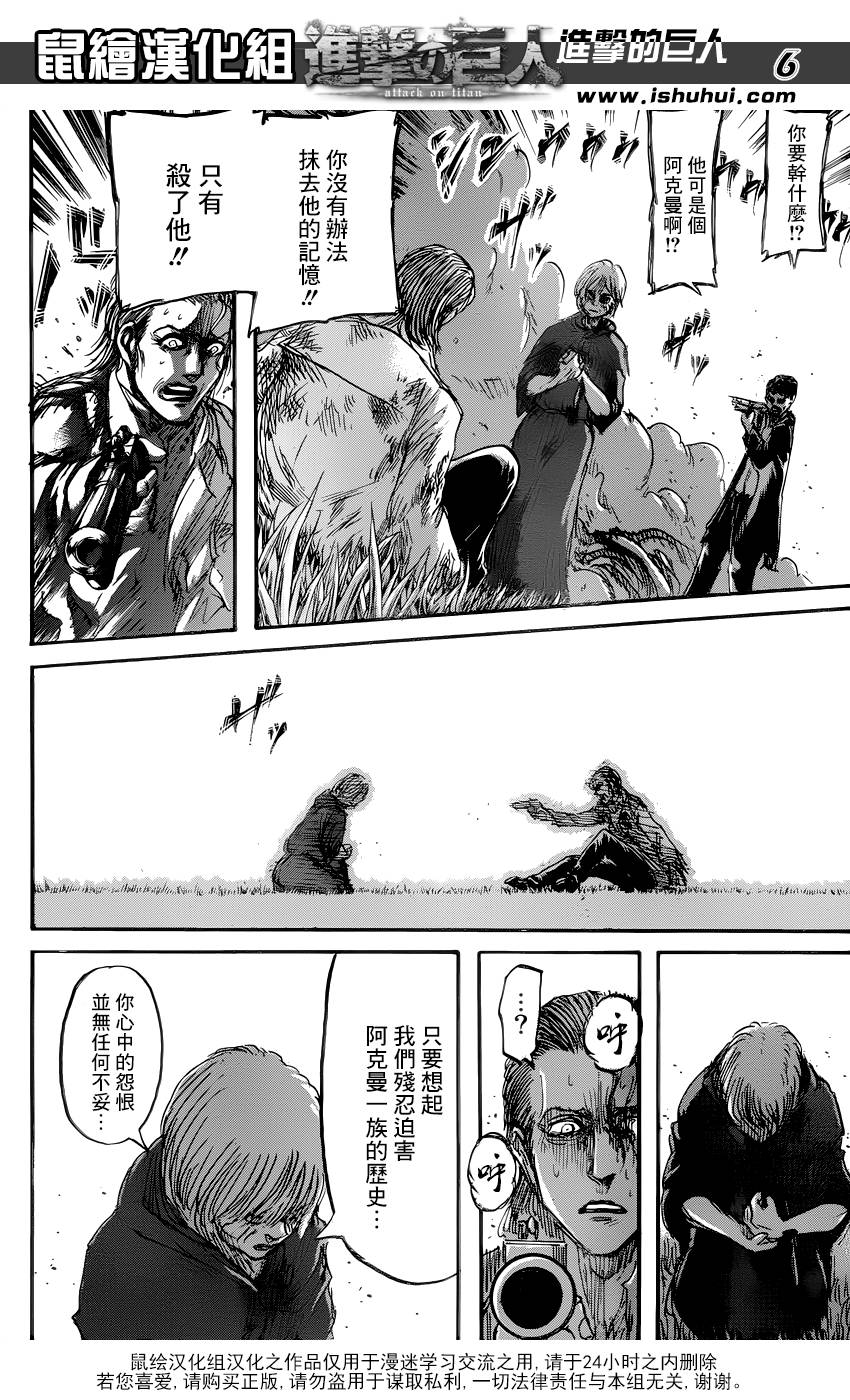 鼠繪漢化組
進撃の巨人
attack on titan
進擊的巨人
6
www.ishuhui.com
你要幹什麼!?
他可是個
阿克曼啊!?
你沒有辦法
抹去他的記憶!!
只有
殺了他!!
ザッ
ザッ
ザッ
呼
…?
呼
只要想起
我們殘忍迫害
阿克曼一族的歷史…
你心中的怨恨
並無任何不妥…
鼠绘汉化组汉化之作品仅用于漫迷学习交流之用, 请于24小时之内删除
若您喜爱, 请购买正版, 请勿盗用于谋取私利, 一切法律责任与本组无关, 谢谢。